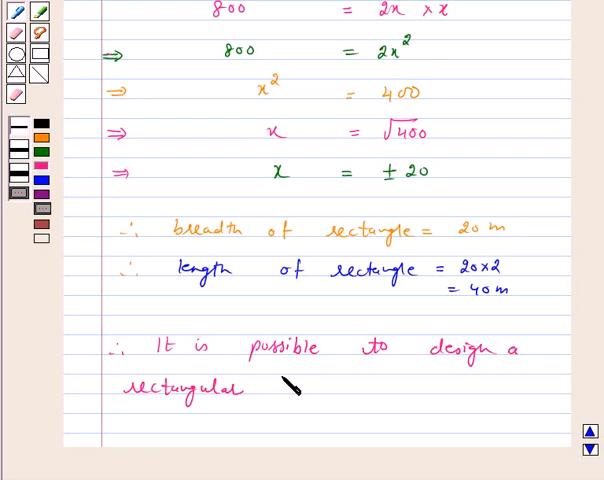 800 = 2x × x
⇒ 800 = 2x²
⇒ x² = 400
⇒ x = √400
⇒ x = ± 20
∴ breadth of rectangle = 20 m
∴ length of rectangle = 20×2
= 40 m
∴ It is possible to design a
rectangular